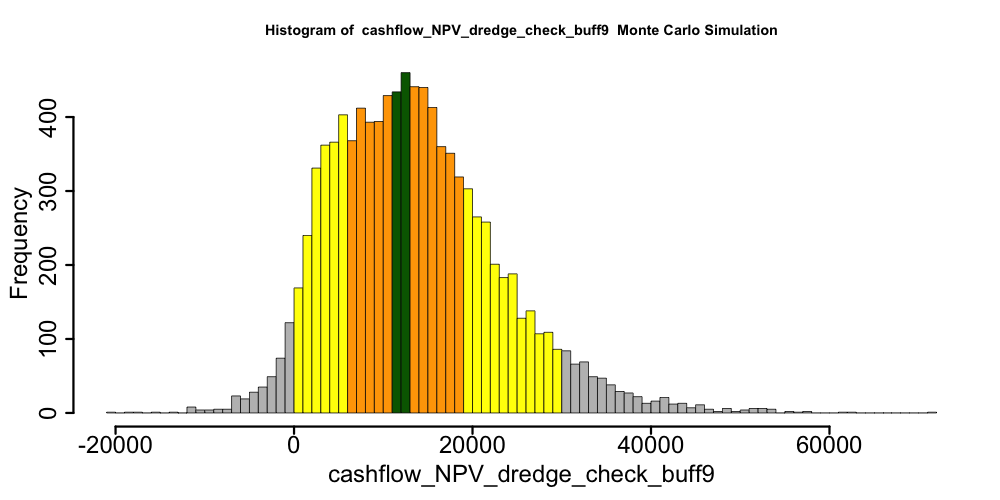 Histogram of  cashflow_NPV_dredge_check_buff9  Monte Carlo Simulation
Frequency
400
300
200
100
0
-20000 0 20000 40000 60000
cashflow_NPV_dredge_check_buff9